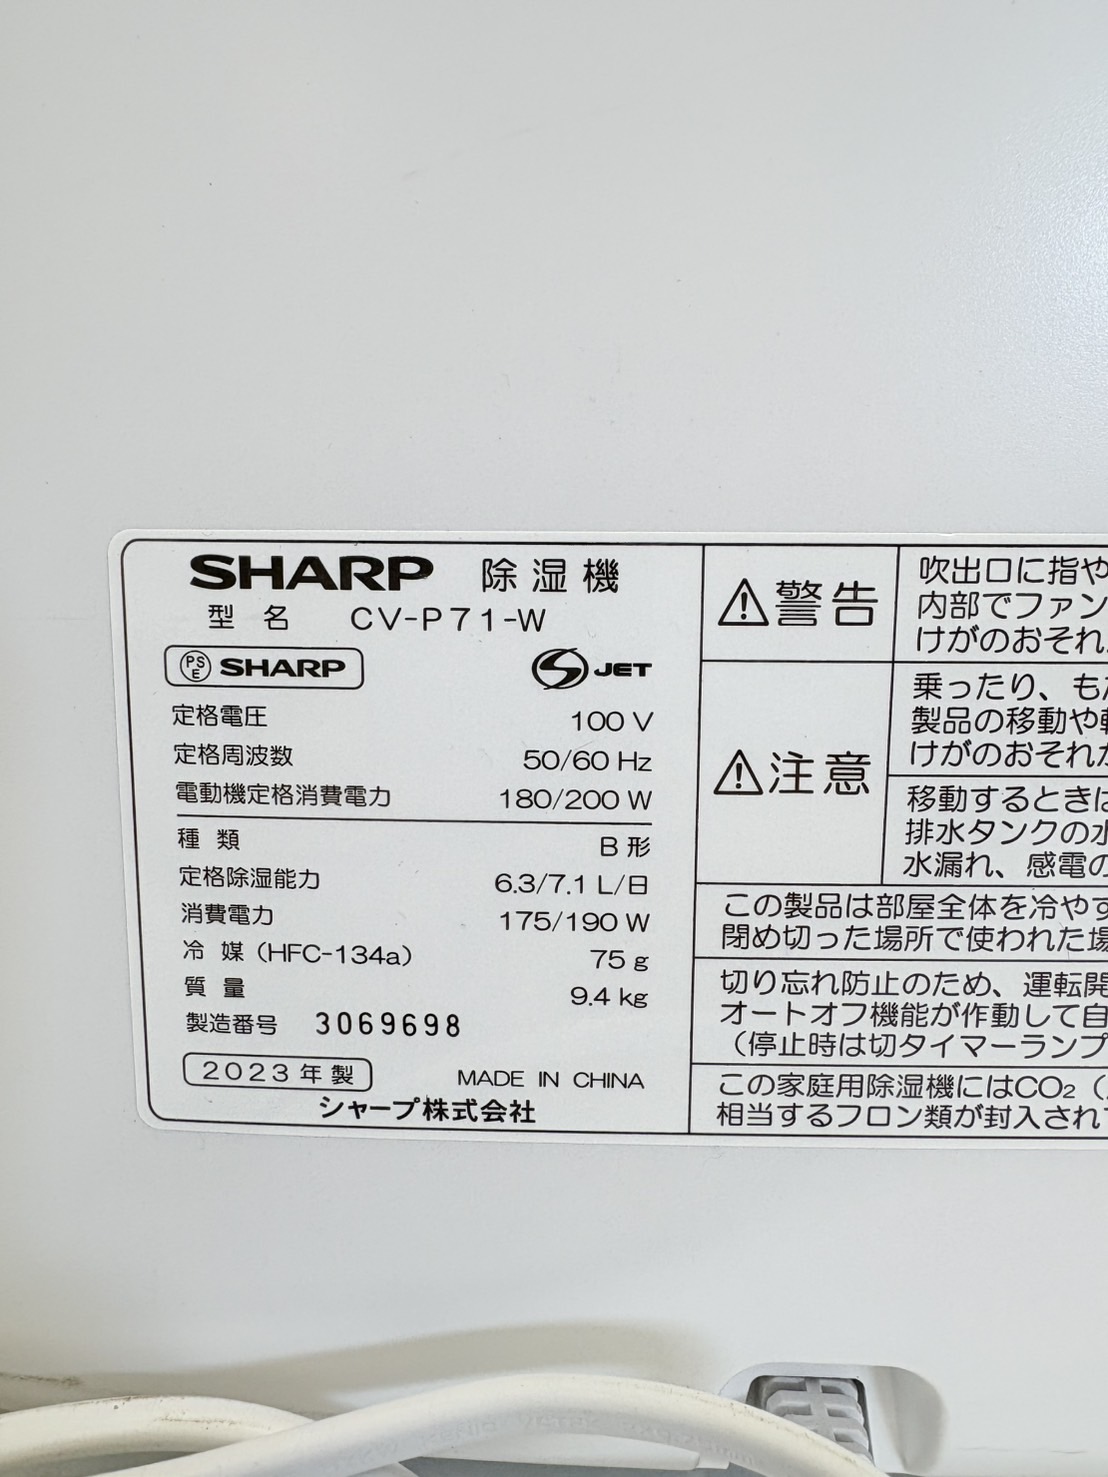 SHARP 除湿機
型名 CV-P71-W
PSE SHARP
S JET
定格電圧 100 V
定格周波数 50/60 Hz
電動機定格消費電力 180/200 W
種類 B形
定格除湿能力 6.3/7.1 L/日
消費電力 175/190 W
冷媒(HFC-134a) 75 g
質量 9.4 kg
製造番号 3069698
2023年製 MADE IN CHINA
シャープ株式会社
⚠警告
吹出口に指や
内部でファン
けがのおそれ
⚠注意
乗ったり、も
製品の移動や
けがのおそれが
移動するときは
排水タンクの水
水漏れ、感電の
この製品は部屋全体を冷やす
閉め切った場所で使われた場
切り忘れ防止のため、運転開
オートオフ機能が作動して自
(停止時は切タイマーランプ
この家庭用除湿機にはCO₂(
相当するフロン類が封入され